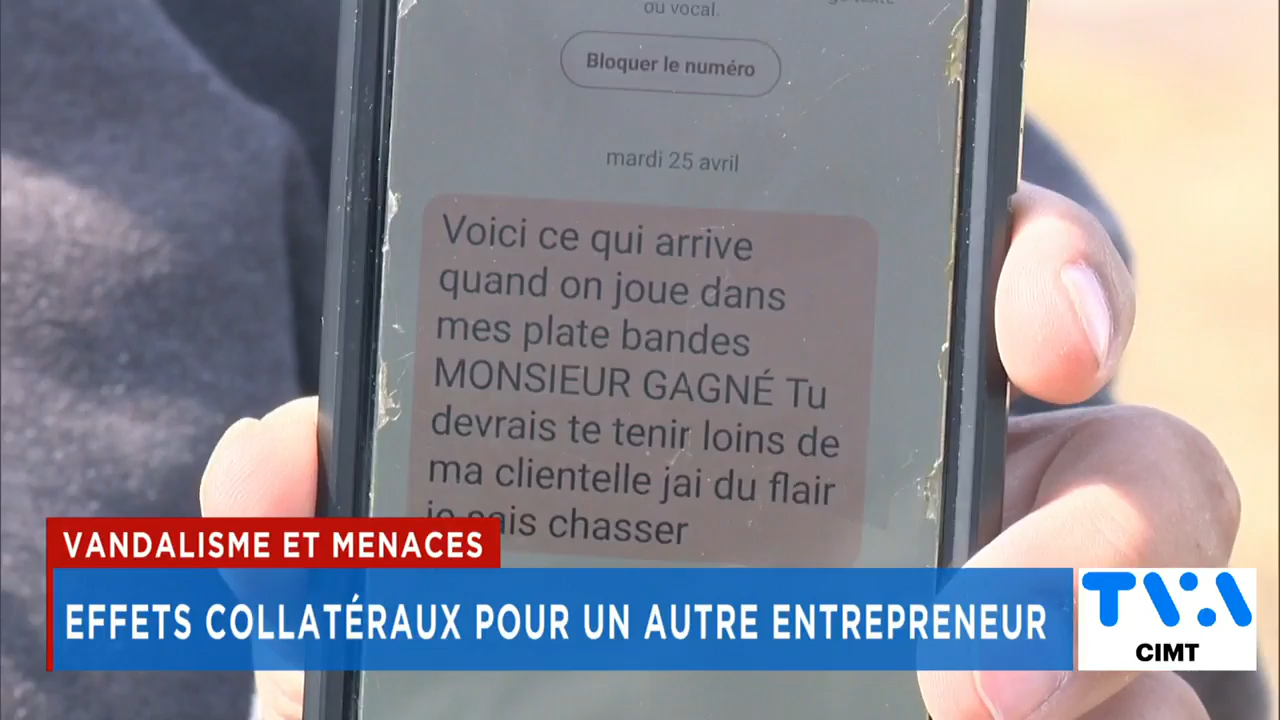 ou vocal.
Bloquer le numéro
mardi 25 avril
Voici ce qui arrive
quand on joue dans
mes plate bandes
MONSIEUR GAGNÉ Tu
devrais te tenir loins de
ma clientelle jai du flair
je sais chasser
VANDALISME ET MENACES
EFFETS COLLATÉRAUX POUR UN AUTRE ENTREPRENEUR
TVA
CIMT